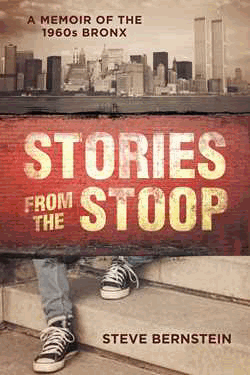 A MEMOIR OF THE
1960s BRONX
STORIES
FROM THE STOOP
STEVE BERNSTEIN